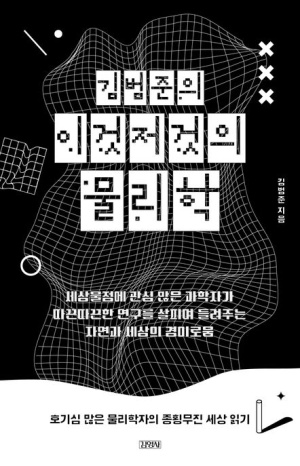 김범준의
이것저것의
물리학
김범준 지음
세상물정에 관심 많은 과학자가
따끈따끈한 연구를 살피며 들려주는
자연과 세상의 경이로움
호기심 많은 물리학자의 종횡무진 세상 읽기
김영사